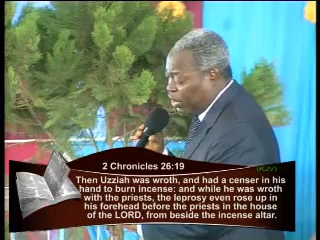 (KJV)
2 Chronicles 26:19
Then Uzziah was wroth, and had a censer in his
hand to burn incense: and while he was wroth
with the priests, the leprosy even rose up in
his forehead before the priests in the house
of the LORD, from beside the incense altar.